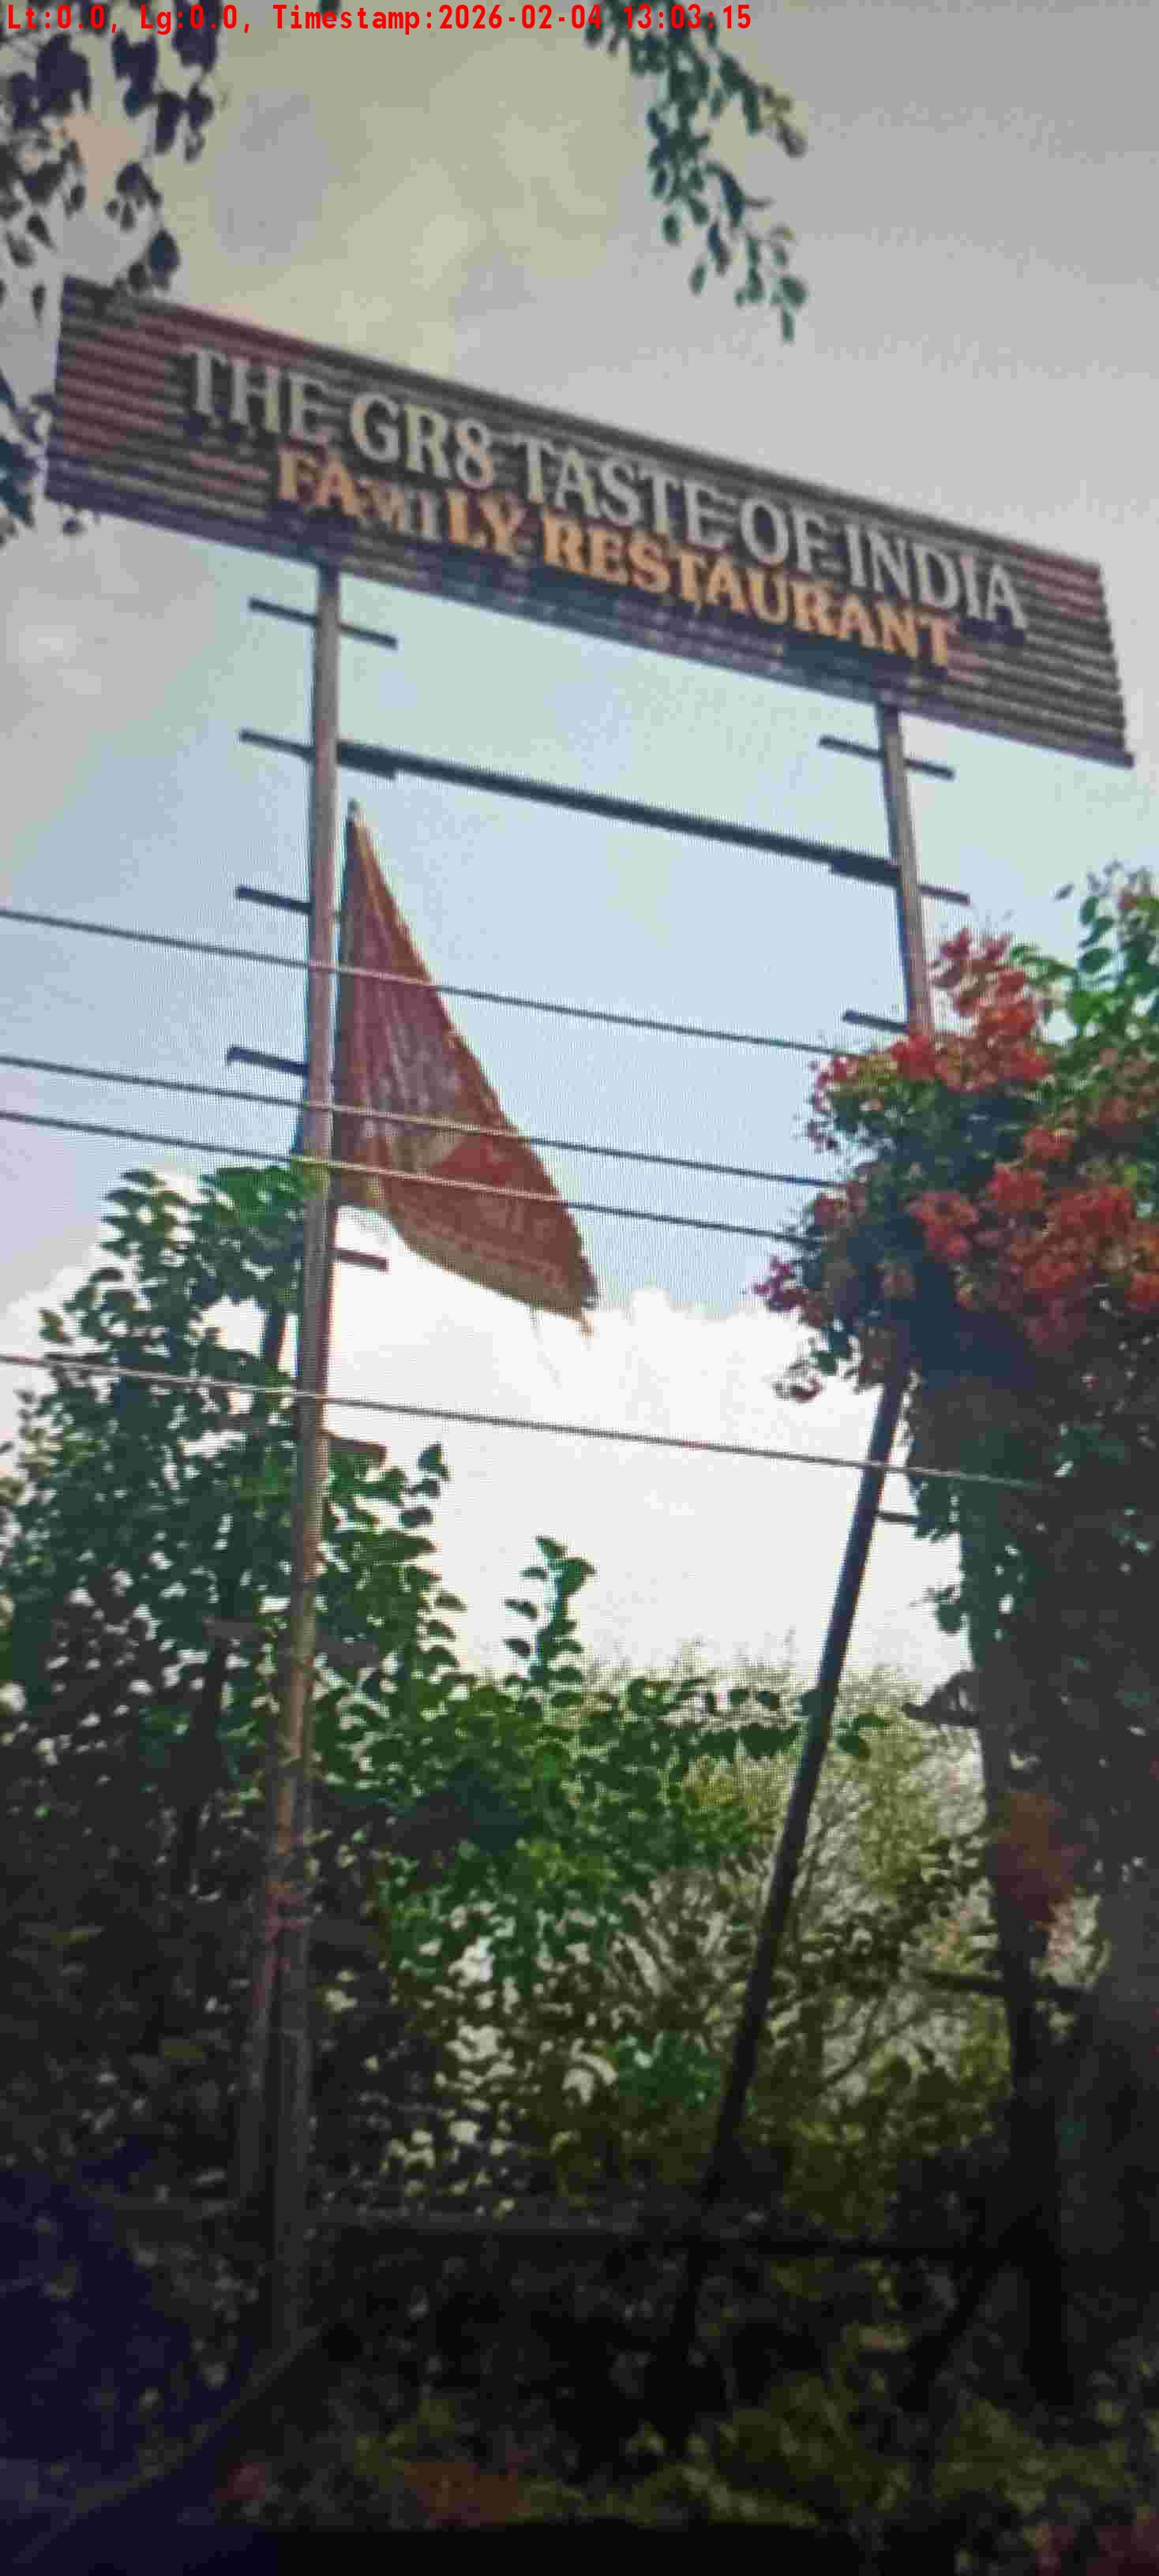 Lt:0.0, Lg:0.0, Timestamp:2026-02-04 13:03:15
THE GR8 TASTE OF INDIA
FAMILY RESTAURANT